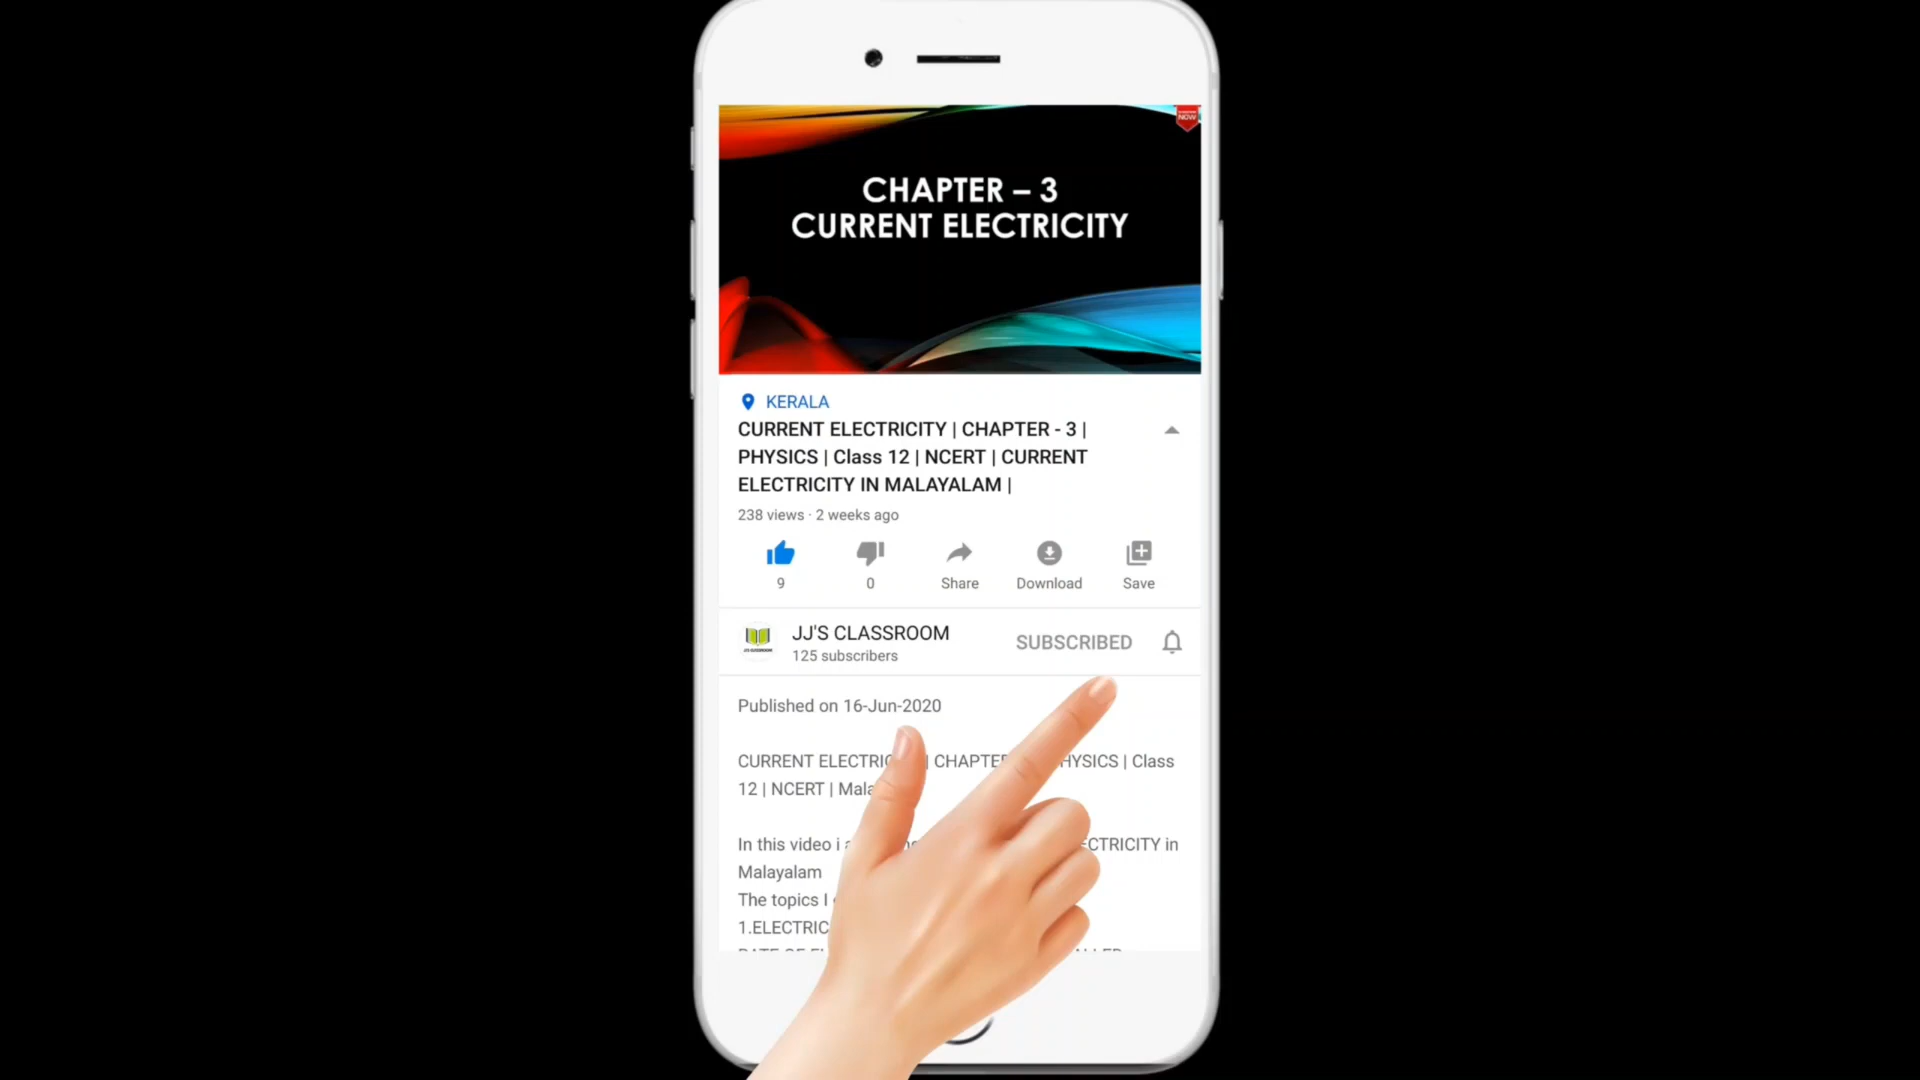 NOW
CHAPTER – 3
CURRENT ELECTRICITY
KERALA
CURRENT ELECTRICITY | CHAPTER - 3 |
PHYSICS | Class 12 | NCERT | CURRENT
ELECTRICITY IN MALAYALAM |
238 views · 2 weeks ago
9 0 Share Download Save
JJ'S CLASSROOM
125 subscribers
SUBSCRIBED
Published on 16-Jun-2020
CURRENT ELECTRIC | CHAPTE HYSICS | Class
12 | NCERT | Mala
In this video i ECTRICITY in
Malayalam
The topics I
1.ELECTRIC